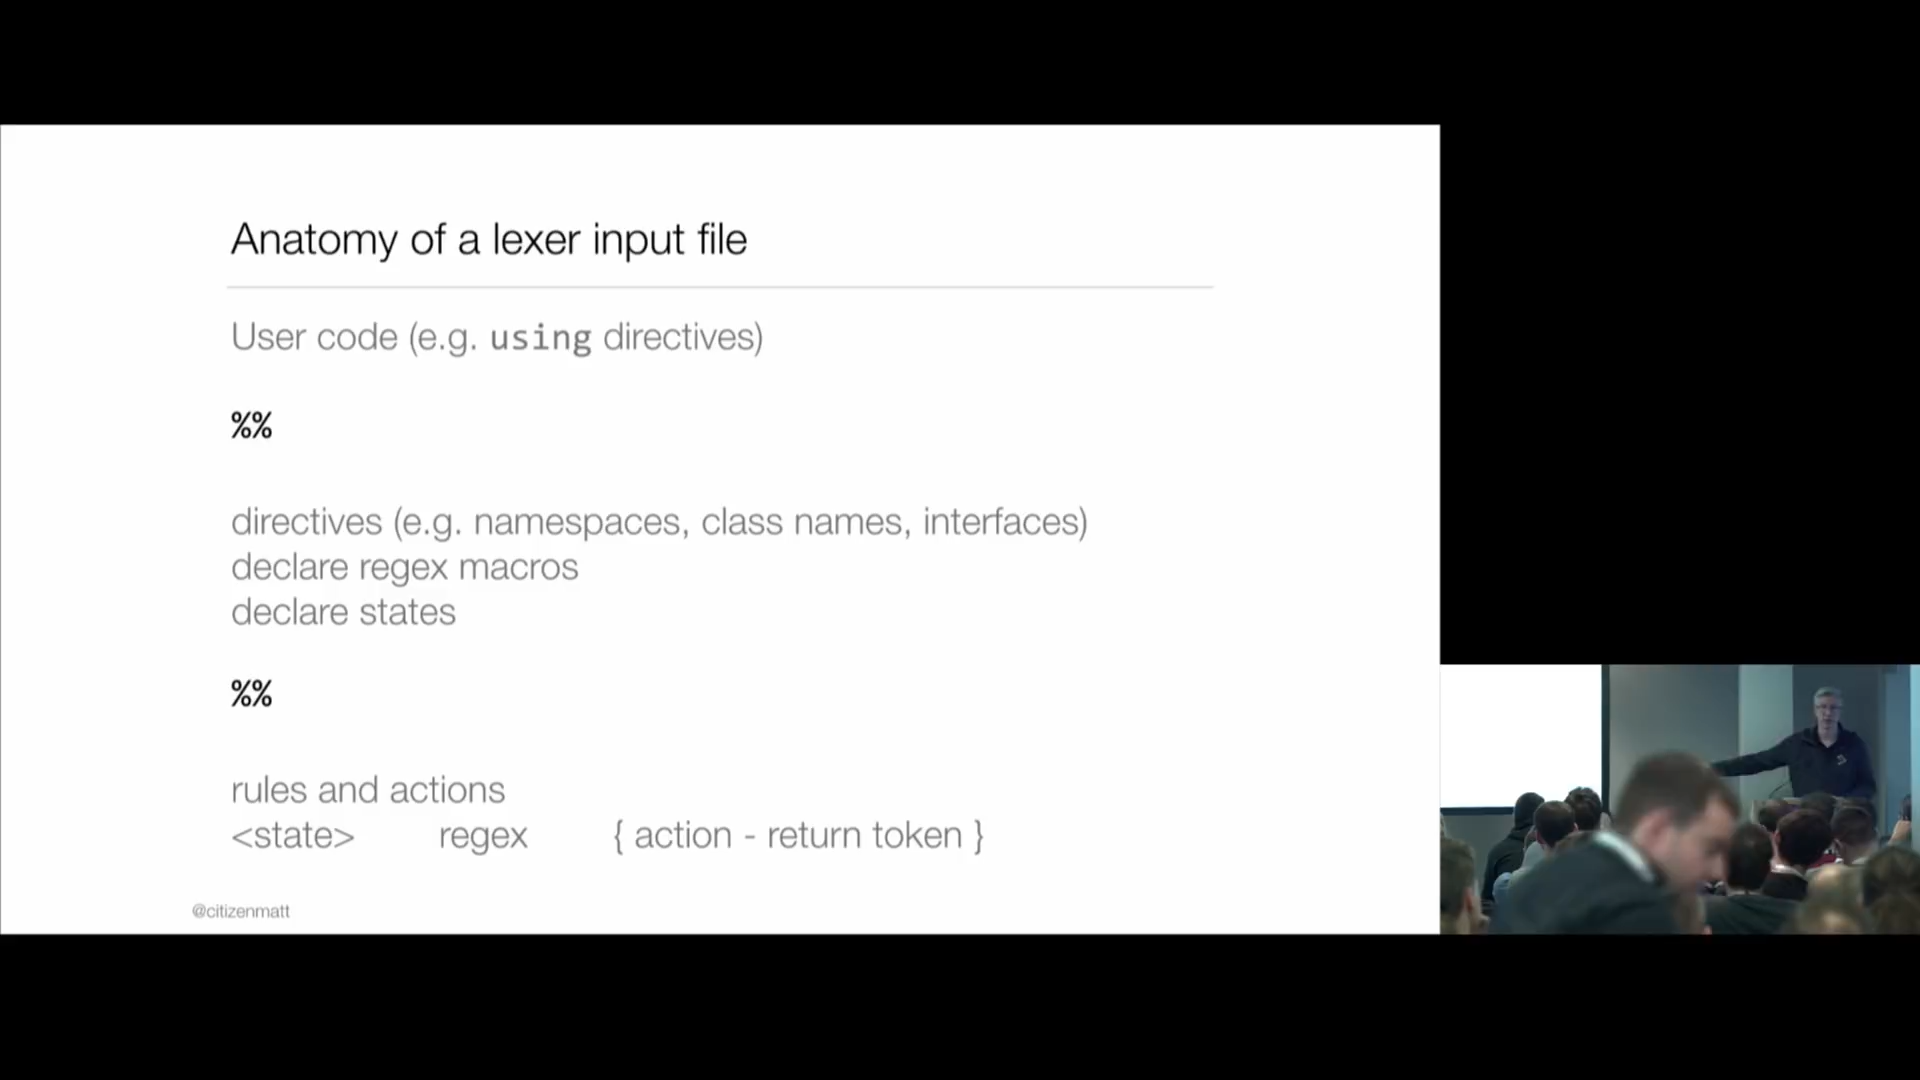 Anatomy of a lexer input file
User code (e.g. using directives)
%%
directives (e.g. namespaces, class names, interfaces)
declare regex macros
declare states
%%
rules and actions
<state> regex { action - return token }
@citizenmatt